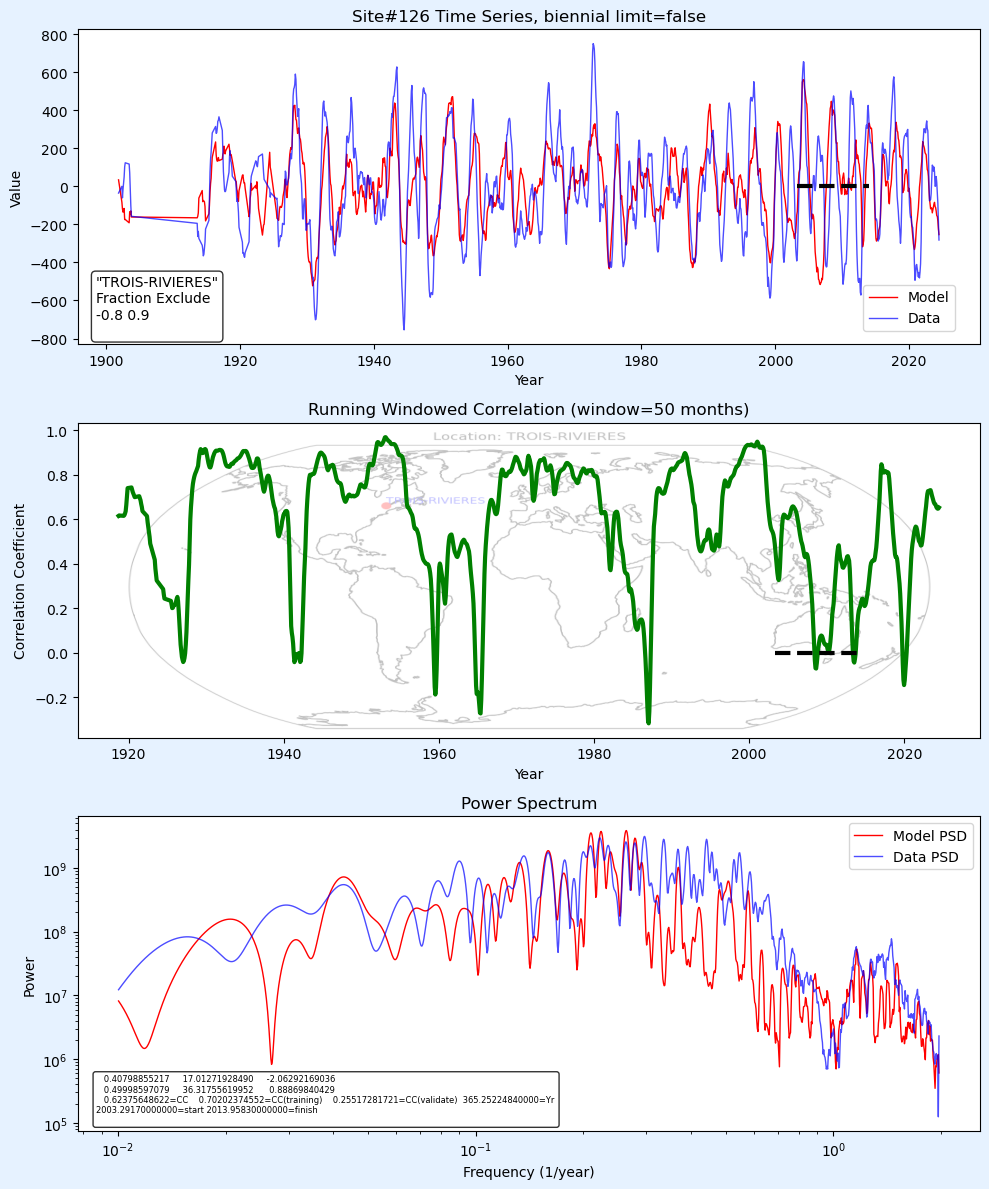 Site#126 Time Series, biennial limit=false
800
600
400
200
0
−200
−400
−600
−800
Value
"TROIS-RIVIERES"
Fraction Exclude
-0.8 0.9
Model
Data
1900
1920
1940
1960
1980
2000
2020
Year
Running Windowed Correlation (window=50 months)
Location: TROIS-RIVIERES
TROIS-RIVIERES
1.0
0.8
0.6
0.4
0.2
0.0
−0.2
Correlation Coefficient
1920
1940
1960
1980
2000
2020
Year
Power Spectrum
Model PSD
Data PSD
10⁹
10⁸
10⁷
10⁶
10⁵
Power
0.40798855217 17.01271928490 -2.06292169036
0.49998597079 36.31755619952 0.88869840429
0.62375648622=CC 0.70202374552=CC(training) 0.25517281721=CC(validate) 365.25224840000=Yr
2003.29170000000=start 2013.95830000000=finish
10⁻²
10⁻¹
10⁰
Frequency (1/year)